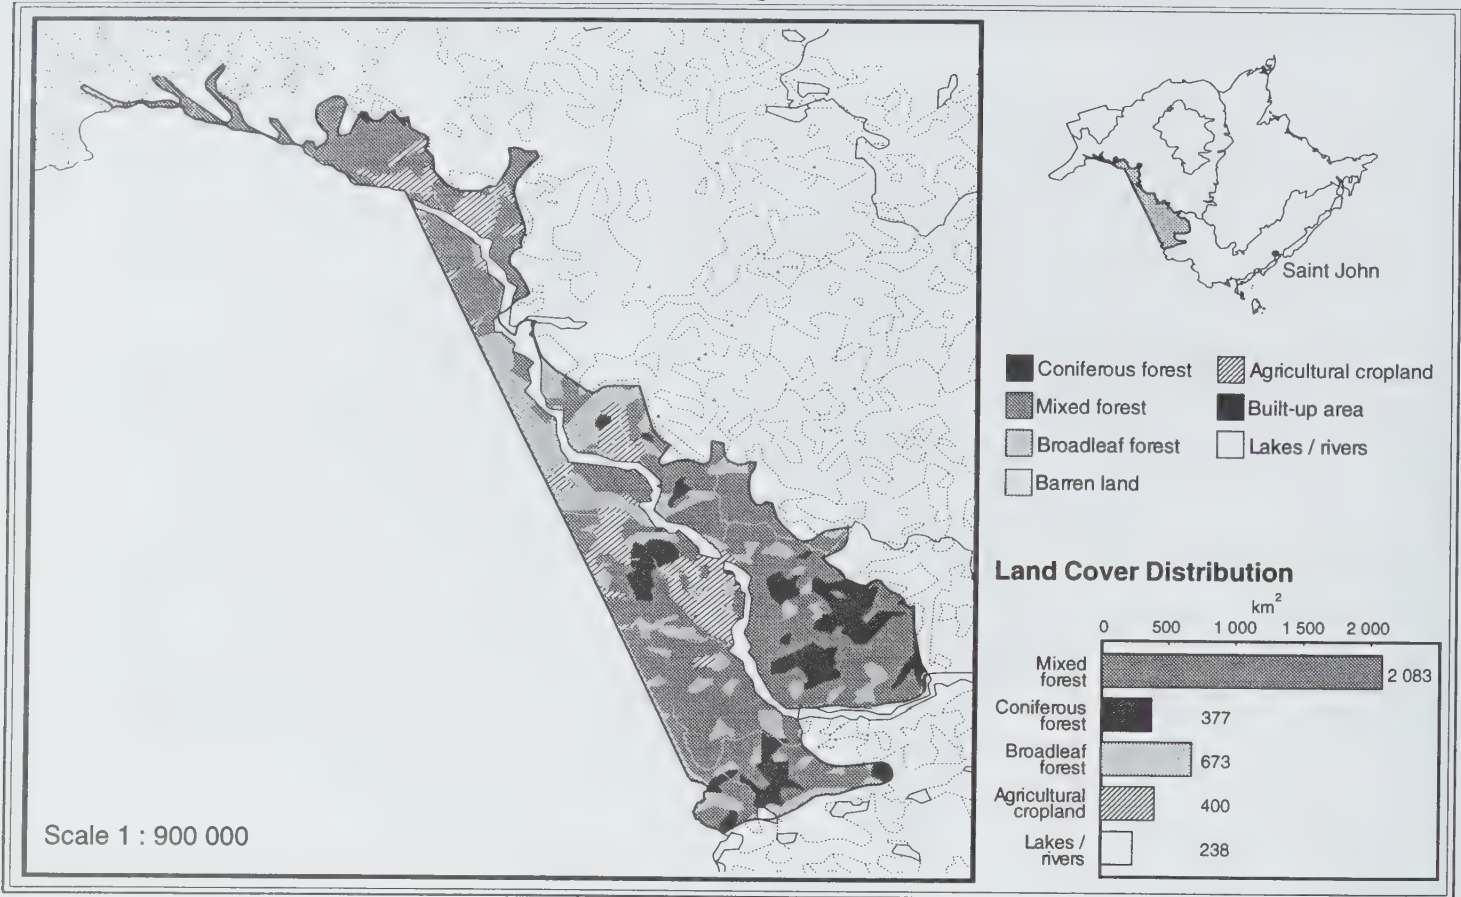 Scale 1 : 900 000
Saint John
Coniferous forest
Agricultural cropland
Mixed forest
Built-up area
Broadleaf forest
Lakes / rivers
Barren land
Land Cover Distribution
km²
0 500 1 000 1 500 2 000
Mixed
forest
2 083
Coniferous
forest
377
Broadleaf
forest
673
Agricultural
cropland
400
Lakes /
rivers
238